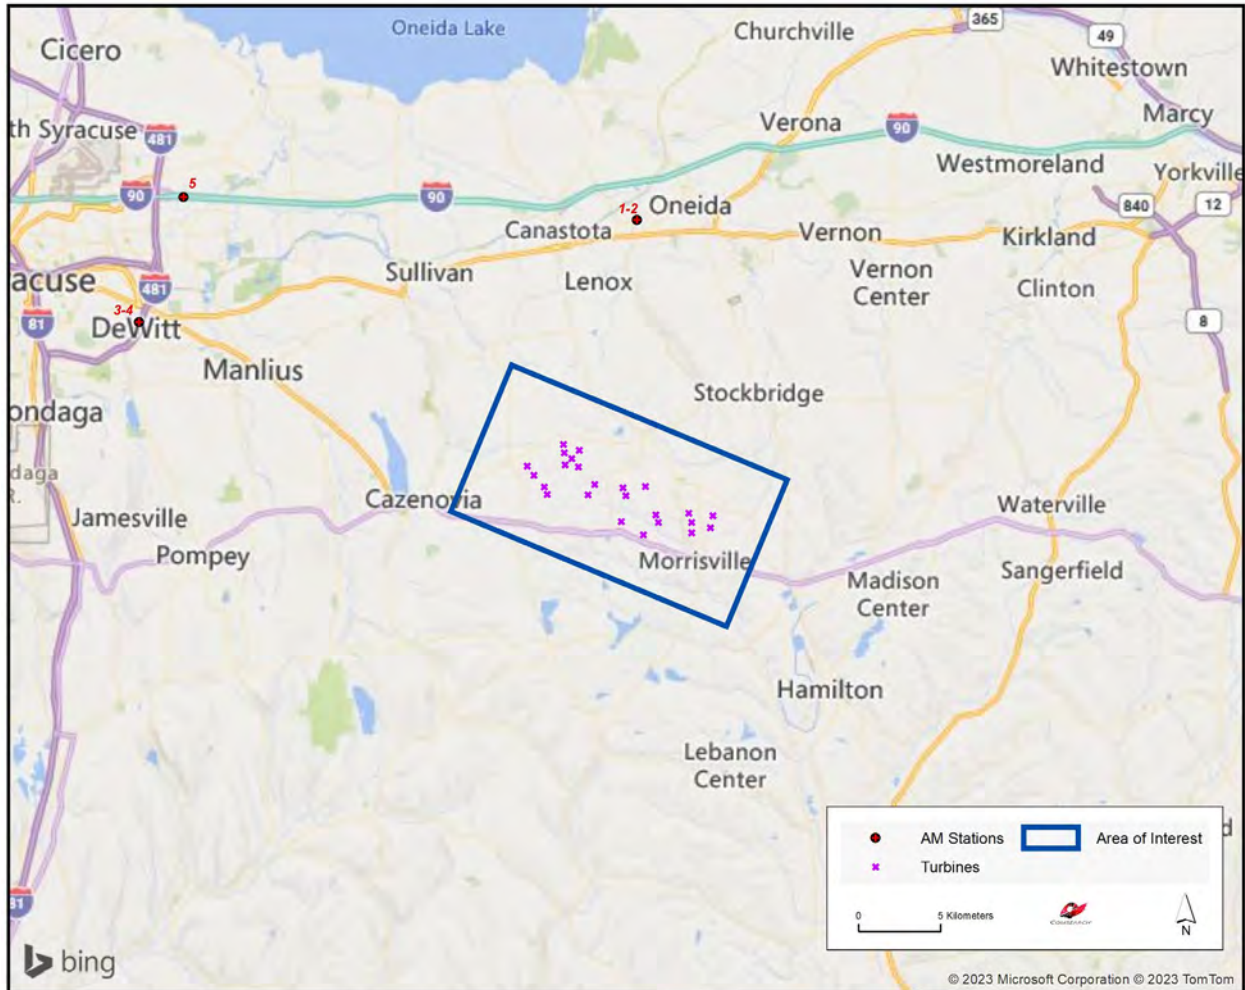 Oneida Lake
Churchville
365
49
Cicero
Whitestown
th Syracuse
481
Verona
90
Marcy
Westmoreland
Yorkville
5
90
90
1-2
Oneida
840
12
Canastota
Vernon
Kirkland
Sullivan
Lenox
Vernon
Center
Clinton
acuse
481
3-4
81
DeWitt
8
Manlius
Stockbridge
ondaga
daga
R.
Cazenovia
Waterville
Jamesville
Pompey
Morrisville
Madison
Center
Sangerfield
Hamilton
Lebanon
Center
d
AM Stations
Area of Interest
Turbines
0
5 Kilometers
COMSEARCH
N
81
bing
© 2023 Microsoft Corporation © 2023 TomTom